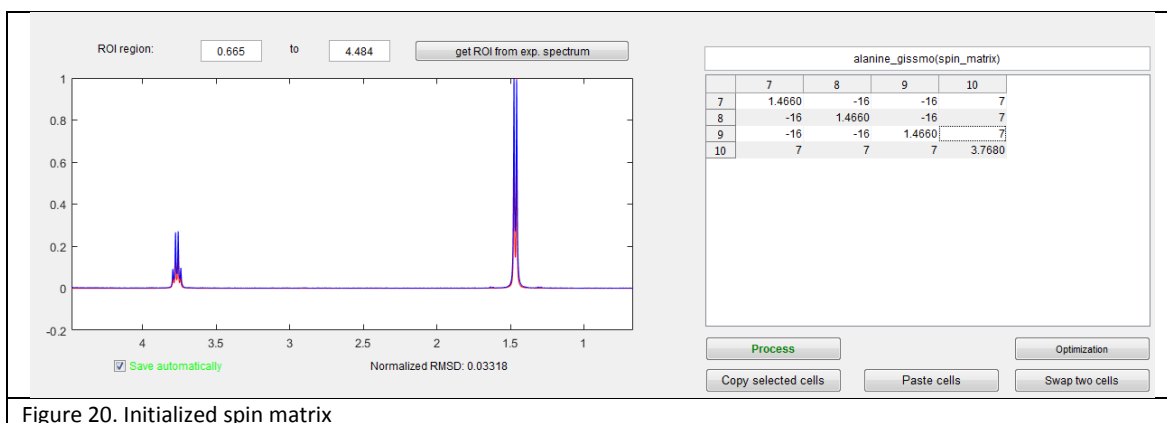 ROI region: 0.665 to 4.484 get ROI from exp. spectrum
alanine_gissmo(spin_matrix)
7 8 9 10
7 1.4660 -16 -16 7
8 -16 1.4660 -16 7
9 -16 -16 1.4660 7
10 7 7 7 3.7680
1
0.8
0.6
0.4
0.2
0
-0.2
4 3.5 3 2.5 2 1.5 1
Save automatically Normalized RMSD: 0.03318
Process Optimization
Copy selected cells Paste cells Swap two cells
Figure 20. Initialized spin matrix